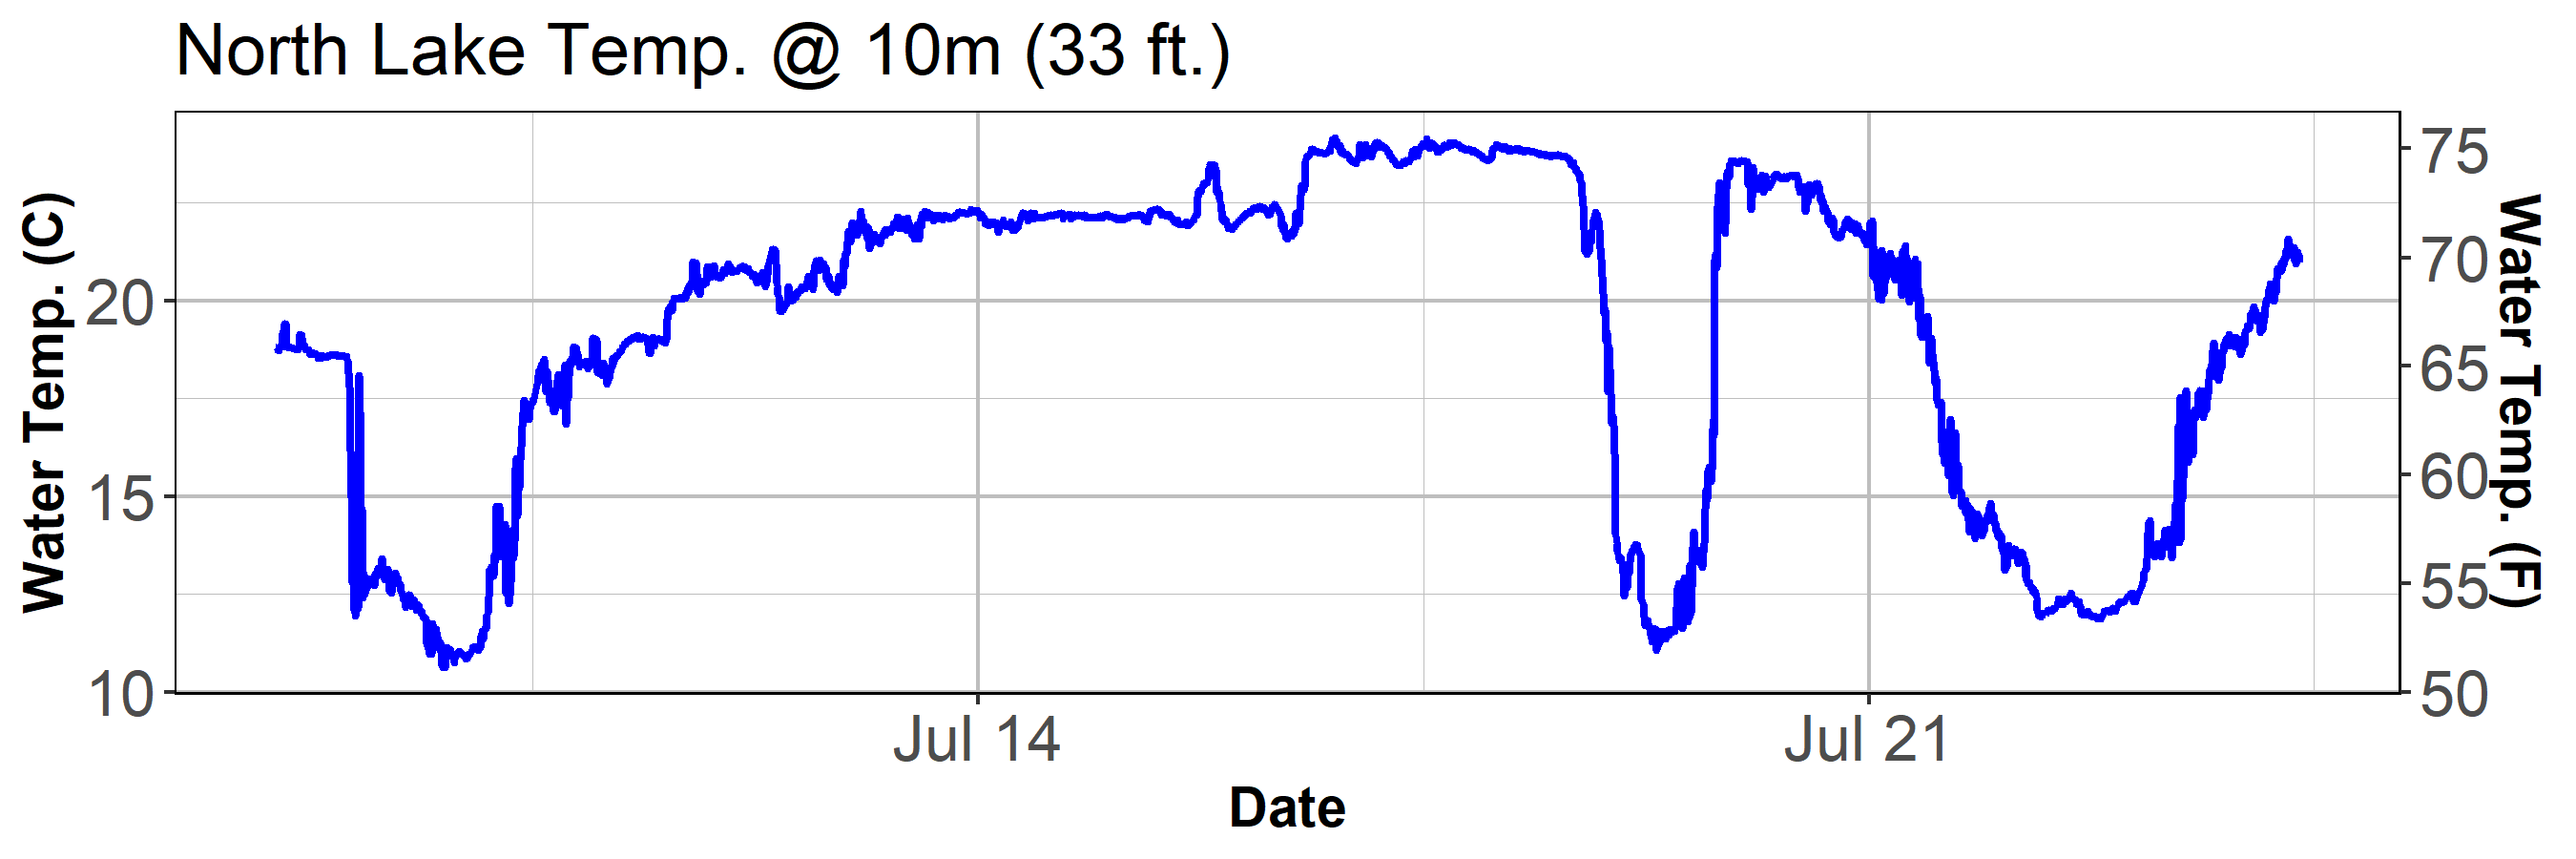 North Lake Temp. @ 10m (33 ft.)
Water Temp. (C)
20
15
10
75
70
65
60
55
50
Water Temp. (F)
Jul 14
Jul 21
Date